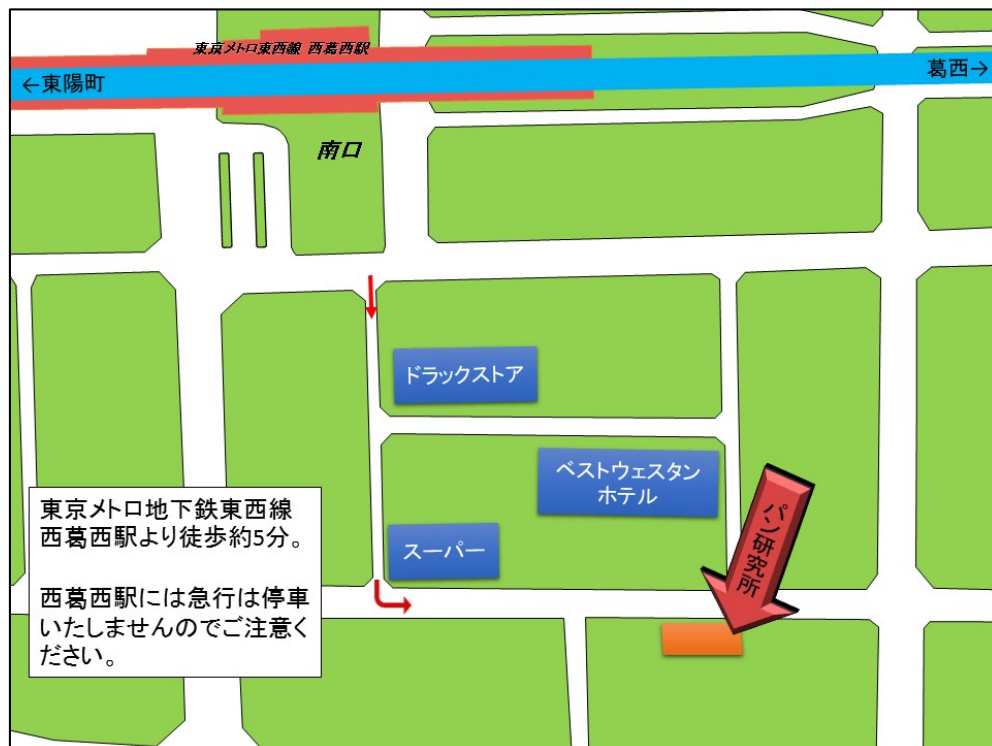 東京メトロ東西線 西葛西駅
←東陽町
葛西→
南口
ドラックストア
ベストウェスタン
ホテル
スーパー
パン研究所
東京メトロ地下鉄東西線
西葛西駅より徒歩約5分。
西葛西駅には急行は停車
いたしませんのでご注意く
ださい。